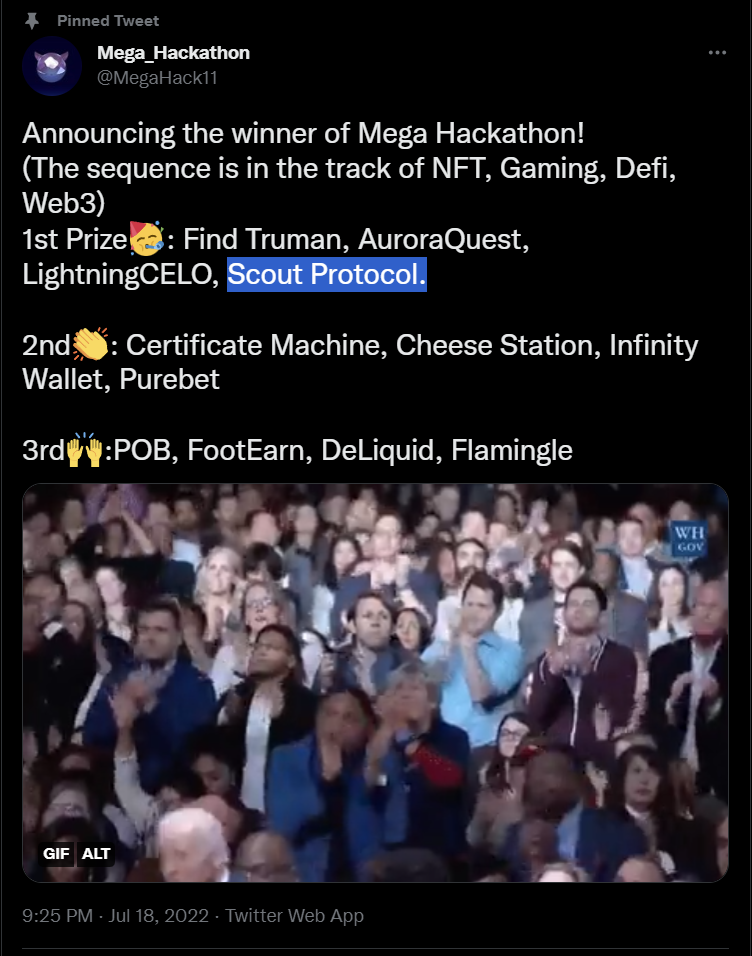 Pinned Tweet
Mega_Hackathon
@MegaHack11
Announcing the winner of Mega Hackathon!
(The sequence is in the track of NFT, Gaming, Defi,
Web3)
1st Prize🥳: Find Truman, AuroraQuest,
LightningCELO, Scout Protocol.
2nd👏: Certificate Machine, Cheese Station, Infinity
Wallet, Purebet
3rd🙌:POB, FootEarn, DeLiquid, Flamingle
WH
GOV
GIF ALT
9:25 PM · Jul 18, 2022 · Twitter Web App